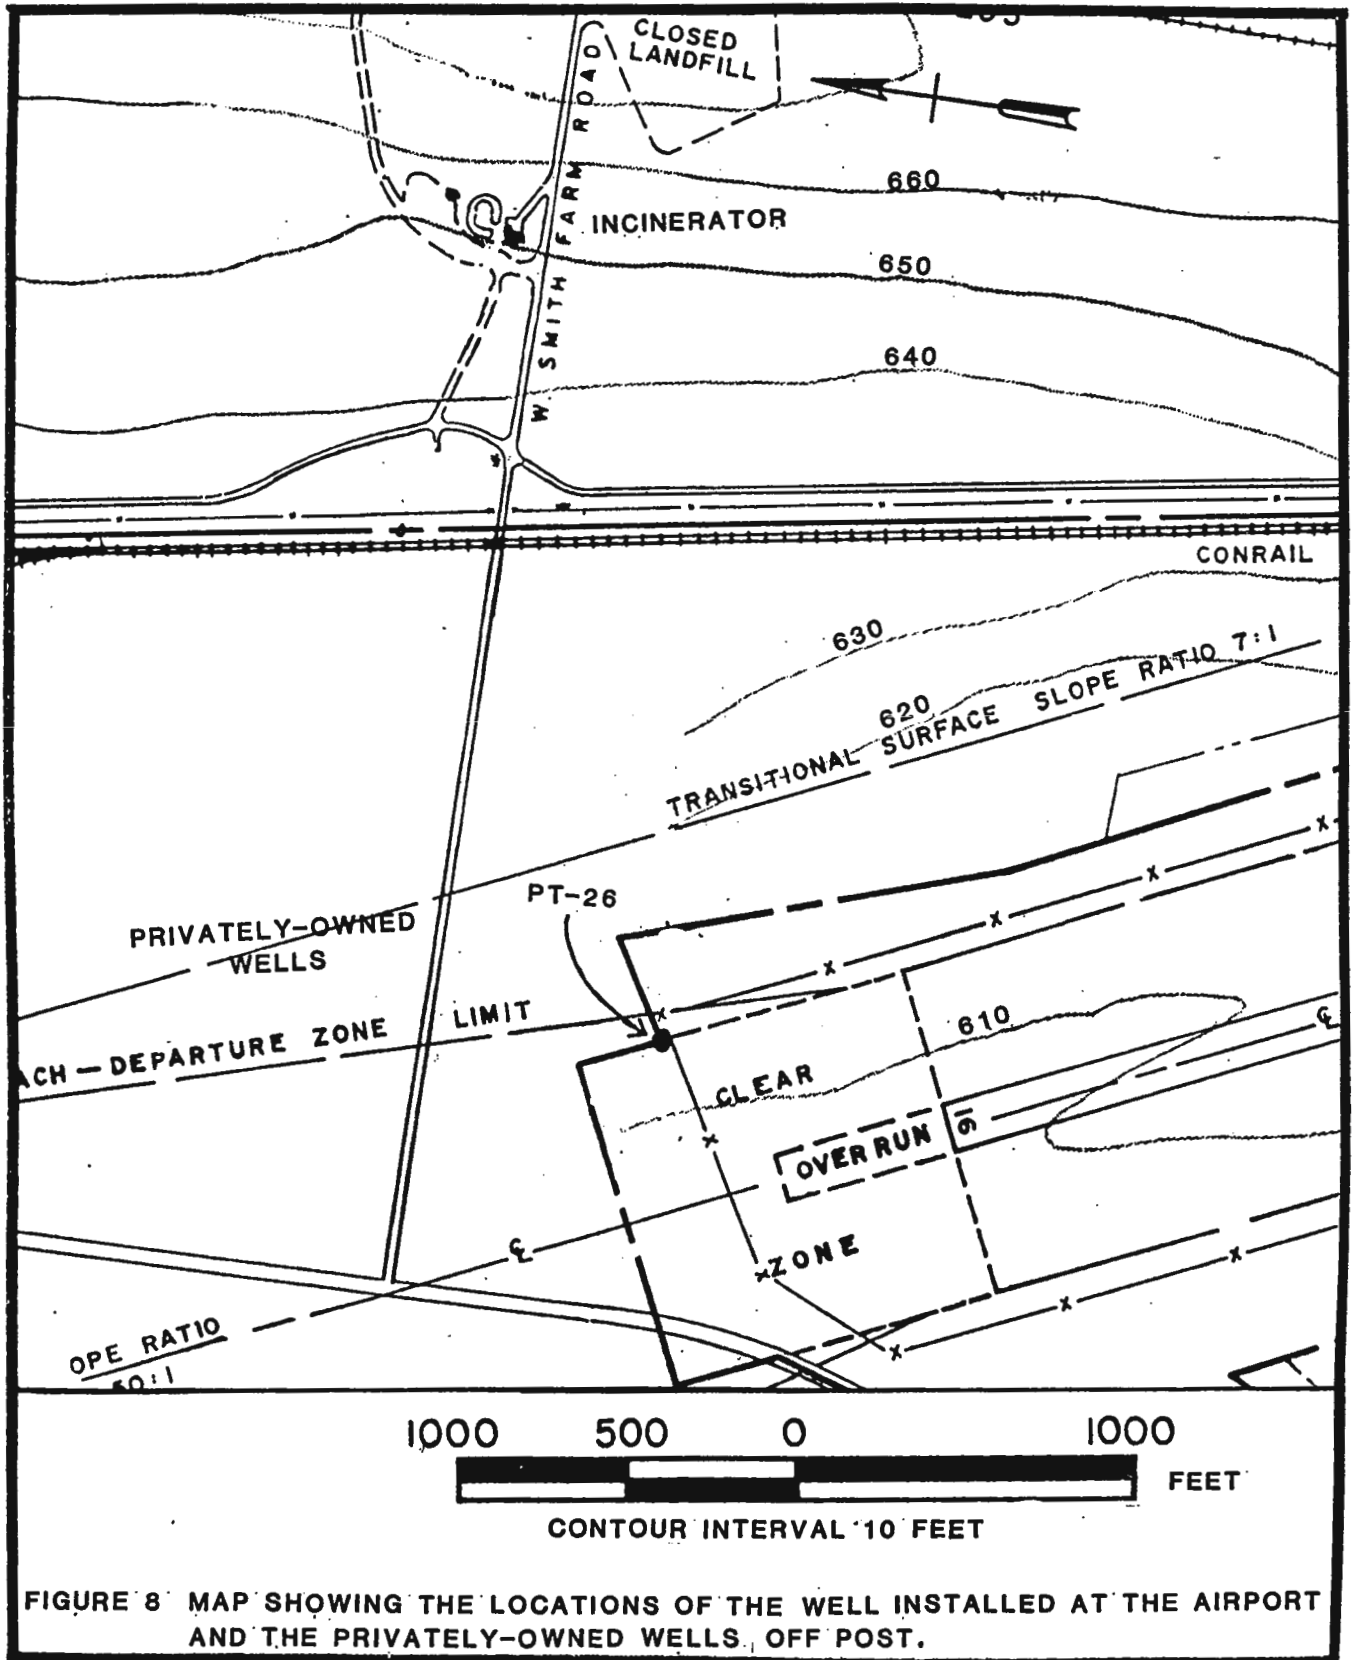 CLOSED
LANDFILL
W. SMITH FARM ROAD
660
INCINERATOR
650
640
CONRAIL
630
620
TRANSITIONAL SURFACE SLOPE RATIO 7:1
PT-26
PRIVATELY-OWNED
WELLS
ACH-DEPARTURE ZONE LIMIT
610
CLEAR
OVERRUN
16
ZONE
OPE RATIO
50:1
1000 500 0 1000
FEET
CONTOUR INTERVAL 10 FEET
FIGURE 8 MAP SHOWING THE LOCATIONS OF THE WELL INSTALLED AT THE AIRPORT
AND THE PRIVATELY-OWNED WELLS, OFF POST.